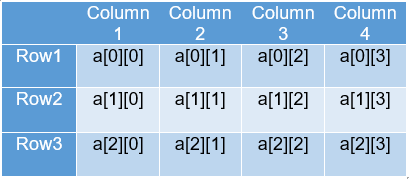 Column 1 Column 2 Column 3 Column 4
Row1 a[0][0] a[0][1] a[0][2] a[0][3]
Row2 a[1][0] a[1][1] a[1][2] a[1][3]
Row3 a[2][0] a[2][1] a[2][2] a[2][3]